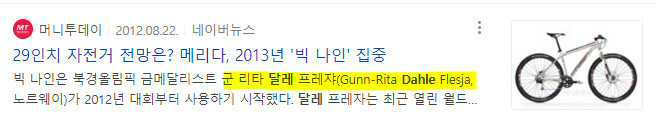 MT
머니투데이 2012.08.22. 네이버뉴스
29인치 자전거 전망은? 메리다, 2013년 '빅 나인' 집중
빅 나인은 북경올림픽 금메달리스트 군 리타 달레 프레쟈(Gunn-Rita Dahle Flesja,
노르웨이)가 2012년 대회부터 사용하기 시작했다. 달레 프레자는 최근 열린 월드...